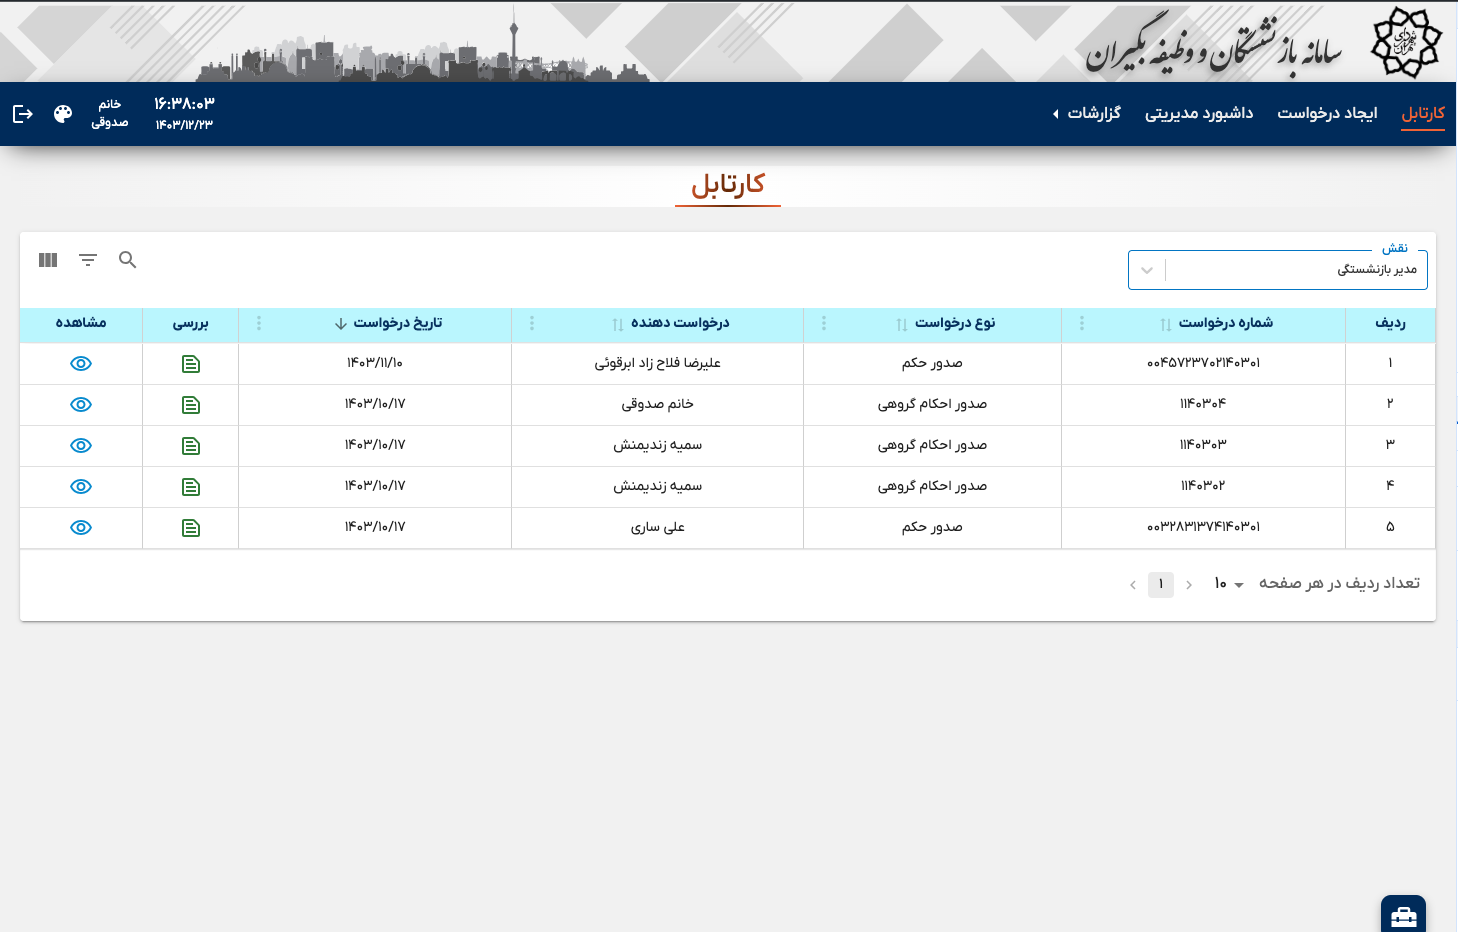 سامانه بازنشستگان و وظیفه بگیران
شهرداری تهران
کارتابل
ایجاد درخواست
داشبورد مدیریتی
گزارشات
۱۶:۳۸:۰۳
۱۴۰۳/۱۲/۲۳
خانم
صدوقی
کارتابل
نقش
مدیر بازنشستگی
ردیف شماره درخواست نوع درخواست درخواست دهنده تاریخ درخواست بررسی مشاهده
۱ ۰۰۴۵۷۲۳۷۰۲۱۴۰۳۰۱ صدور حکم علیرضا فلاح زاد ابرقوئی ۱۴۰۳/۱۱/۱۰
۲ ۱۱۴۰۳۰۴ صدور احکام گروهی خانم صدوقی ۱۴۰۳/۱۰/۱۷
۳ ۱۱۴۰۳۰۳ صدور احکام گروهی سمیه زندیمنش ۱۴۰۳/۱۰/۱۷
۴ ۱۱۴۰۳۰۲ صدور احکام گروهی سمیه زندیمنش ۱۴۰۳/۱۰/۱۷
۵ ۰۰۳۲۸۳۱۳۷۴۱۴۰۳۰۱ صدور حکم علی ساری ۱۴۰۳/۱۰/۱۷
تعداد ردیف در هر صفحه ۱۰ ۱